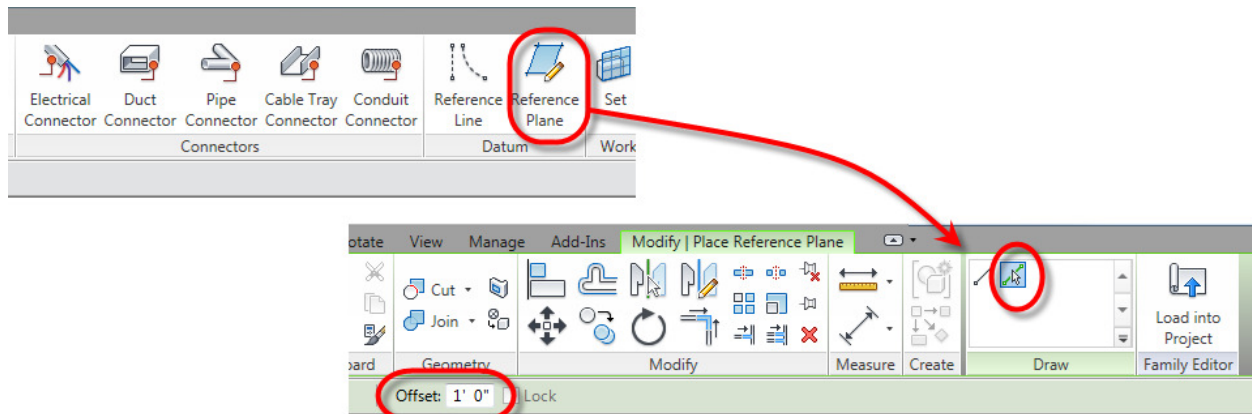 Electrical Connector
Duct Connector
Pipe Connector
Cable Tray Connector
Conduit Connector
Reference Line
Reference Plane
Set
Connectors
Datum
Work
otate View Manage Add-Ins Modify | Place Reference Plane
Cut
Join
Load into Project
oard Geometry Modify Measure Create Draw Family Editor
Offset: 1' 0" Lock